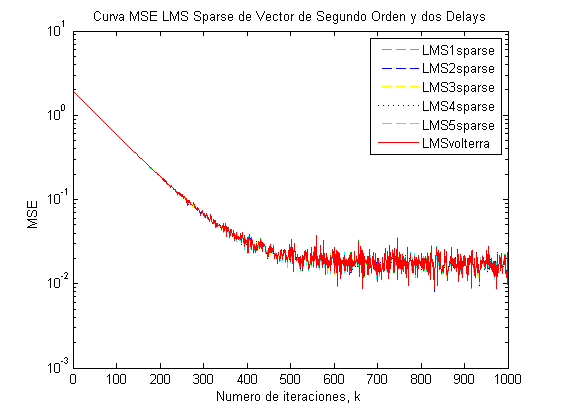 Curva MSE LMS Sparse de Vector de Segundo Orden y dos Delays
10^1
LMS1sparse
LMS2sparse
LMS3sparse
LMS4sparse
LMS5sparse
LMSvolterra
10^0
10^-1
MSE
10^-2
10^-3
0 100 200 300 400 500 600 700 800 900 1000
Numero de iteraciones, k